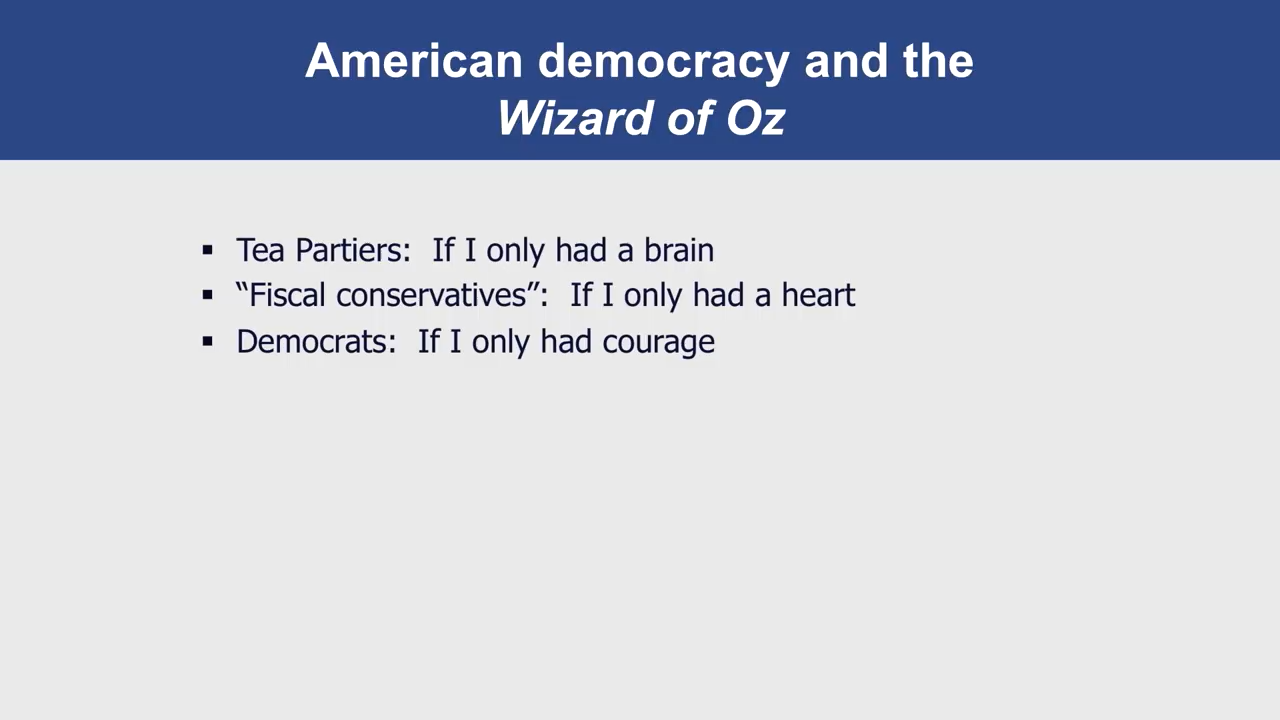 American democracy and the
Wizard of Oz
▪ Tea Partiers: If I only had a brain
▪ “Fiscal conservatives”: If I only had a heart
▪ Democrats: If I only had courage